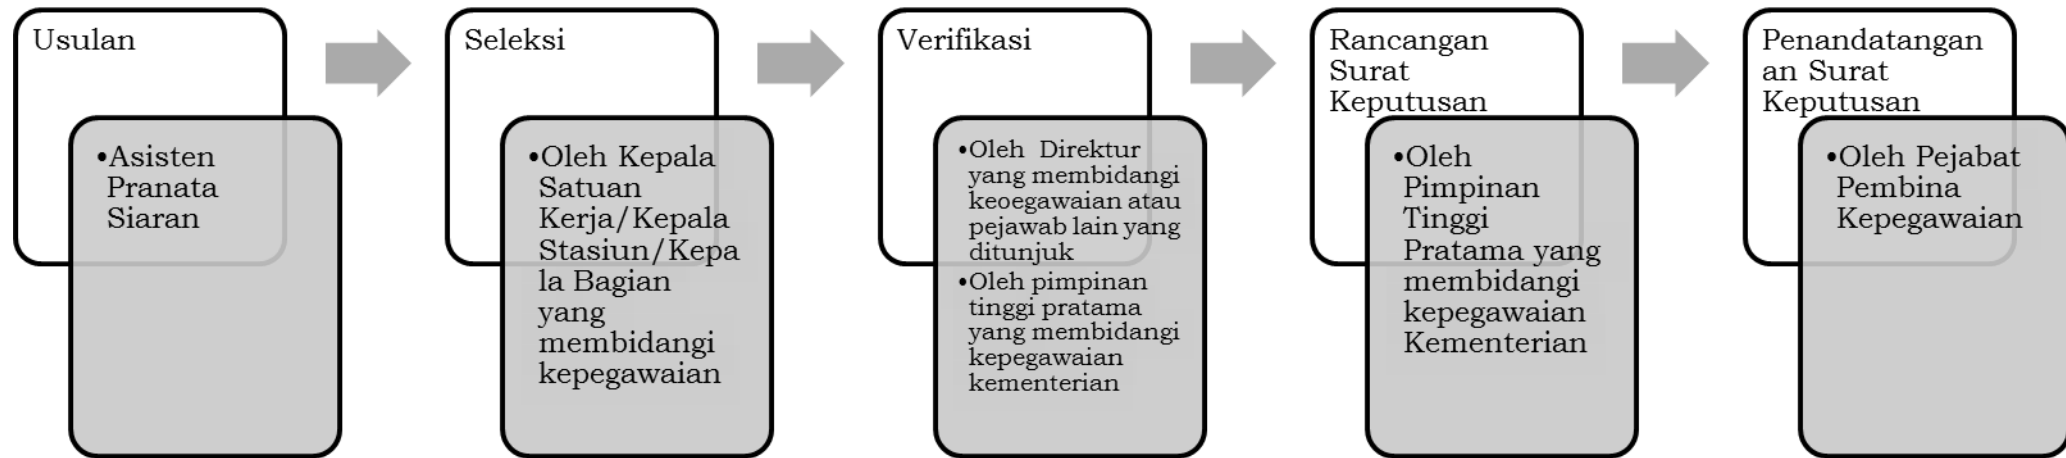 Usulan
•Asisten
Pranata
Siaran
Seleksi
•Oleh Kepala
Satuan
Kerja/Kepala
Stasiun/Kepa
la Bagian
yang
membidangi
kepegawaian
Verifikasi
•Oleh Direktur
yang membidangi
keoegawaian atau
pejawab lain yang
ditunjuk
•Oleh pimpinan
tinggi pratama
yang membidangi
kepegawaian
kementerian
Rancangan
Surat
Keputusan
•Oleh
Pimpinan
Tinggi
Pratama yang
membidangi
kepegawaian
Kementerian
Penandatangan
an Surat
Keputusan
•Oleh Pejabat
Pembina
Kepegawaian